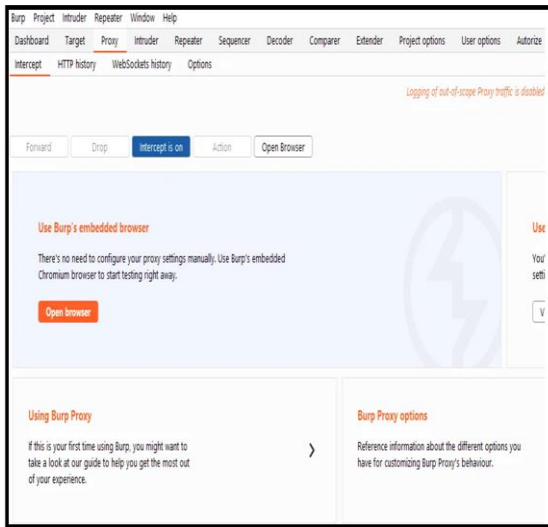 Burp Project Intruder Repeater Window Help
Dashboard Target Proxy Intruder Repeater Sequencer Decoder Comparer Extender Project options User options Autorize
Intercept HTTP history WebSockets history Options
Logging of out-of-scope Proxy traffic is disabled
Forward Drop Intercept is on Action Open Browser
Use Burp's embedded browser
There's no need to configure your proxy settings manually. Use Burp's embedded
Chromium browser to start testing right away.
Open browser
Use
You'
setti
V
Using Burp Proxy
If this is your first time using Burp, you might want to
take a look at our guide to help you get the most out
of your experience.
Burp Proxy options
Reference information about the different options you
have for customizing Burp Proxy's behaviour.